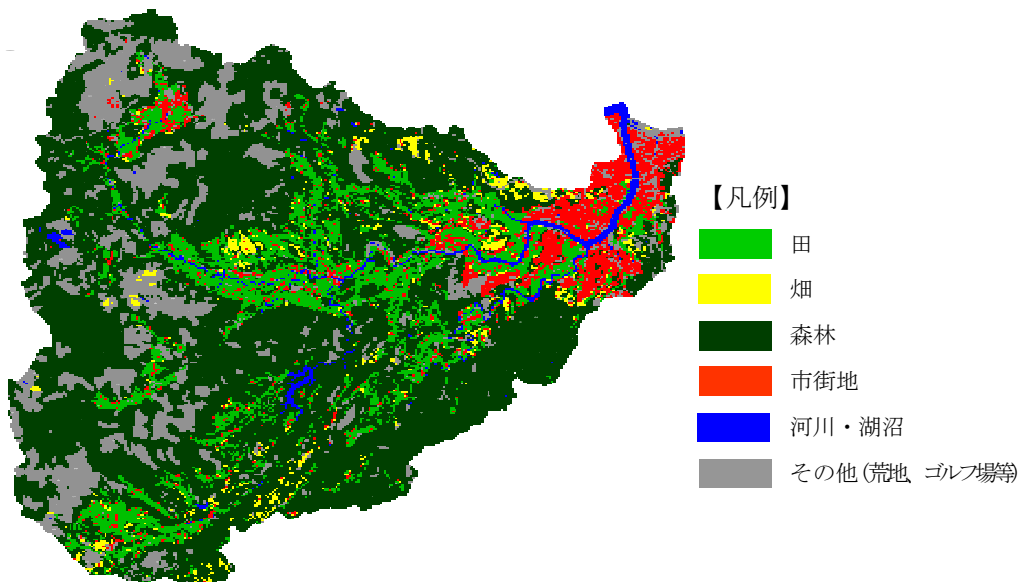 【凡例】
田
畑
森林
市街地
河川・湖沼
その他(荒地、ゴルフ場等)